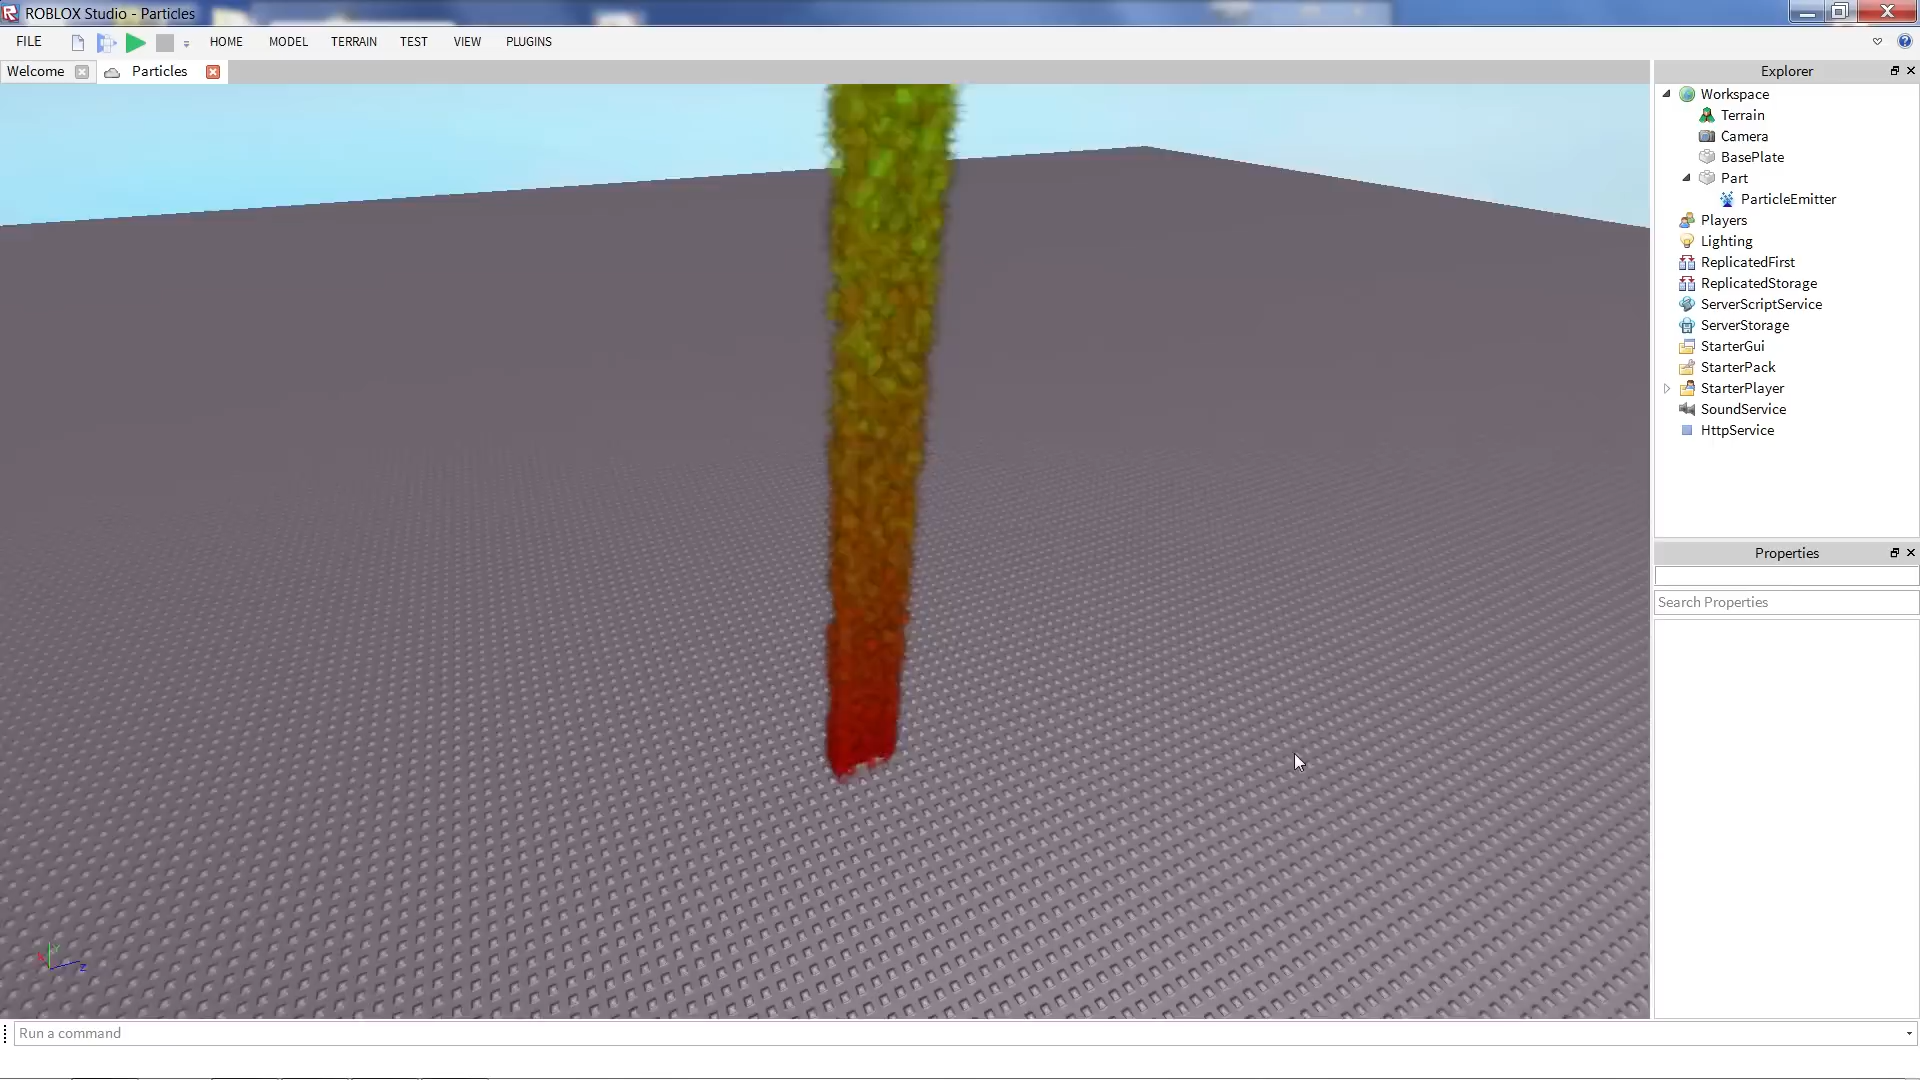 ROBLOX Studio - Particles
FILE HOME MODEL TERRAIN TEST VIEW PLUGINS
Welcome Particles
Explorer
Workspace
Terrain
Camera
BasePlate
Part
ParticleEmitter
Players
Lighting
ReplicatedFirst
ReplicatedStorage
ServerScriptService
ServerStorage
StarterGui
StarterPack
StarterPlayer
SoundService
HttpService
Properties
Search Properties
Y
X
Z
Run a command